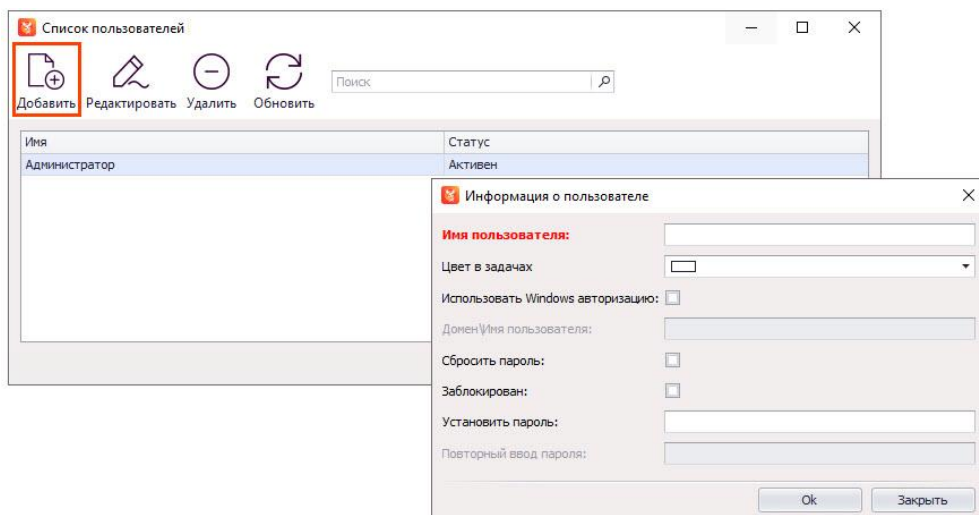 Список пользователей
Добавить Редактировать Удалить Обновить
Поиск
Имя Статус
Администратор Активен
Информация о пользователе
Имя пользователя:
Цвет в задачах
Использовать Windows авторизацию:
Домен\Имя пользователя:
Сбросить пароль:
Заблокирован:
Установить пароль:
Повторный ввод пароля:
Ok Закрыть